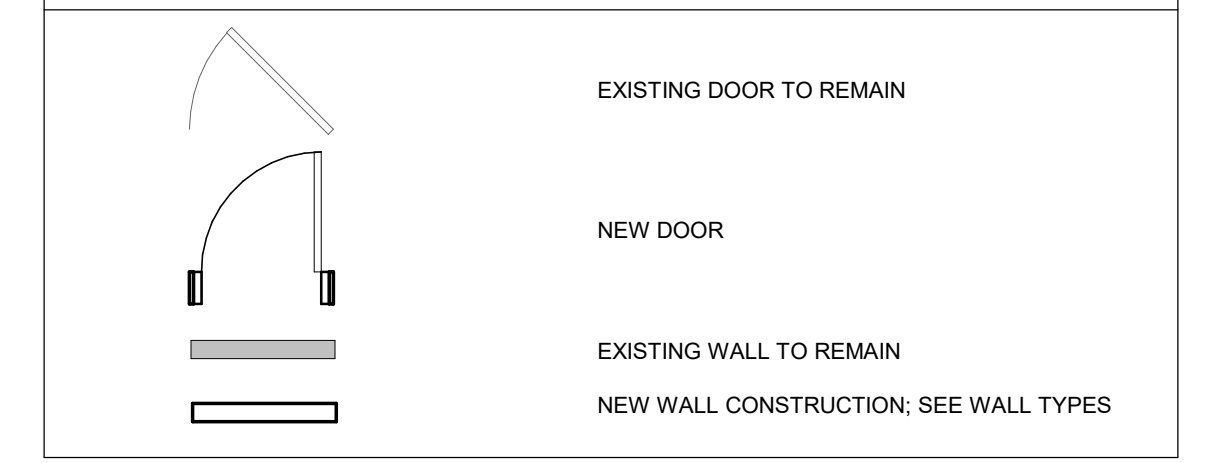 EXISTING DOOR TO REMAIN
NEW DOOR
EXISTING WALL TO REMAIN
NEW WALL CONSTRUCTION; SEE WALL TYPES